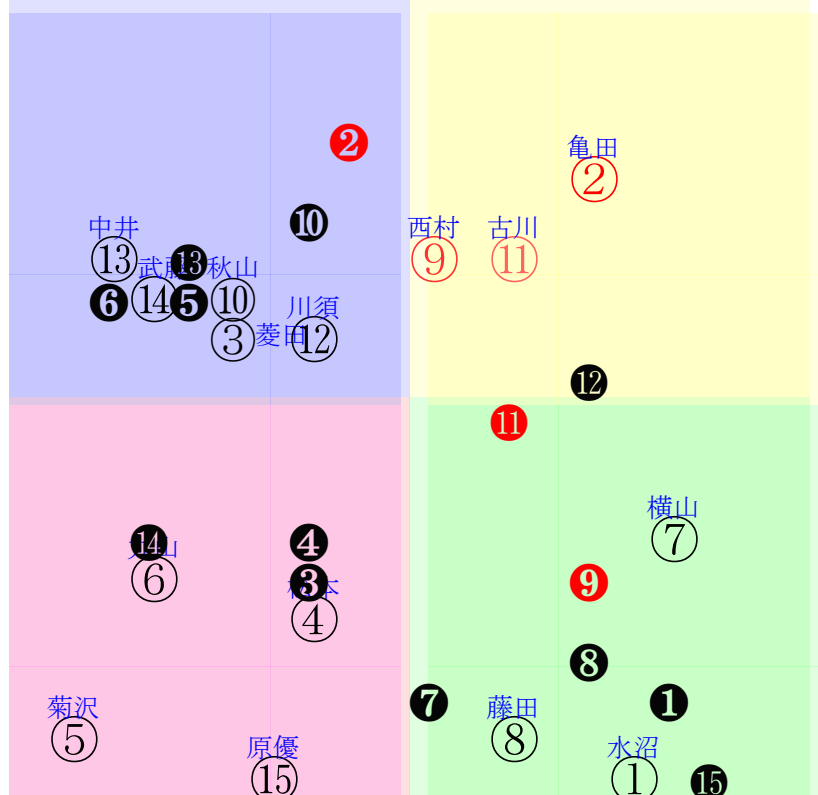 ❷
亀田
②
❿
中井
西村
古川
⑬
⓭
⑨
⑪
秋山
❻
⑭
❺
⑩
川須
③
菱田
⑫
⓬
⓫
横山
⑦
⓮
❹
⑥
❸
❾
④
❽
菊沢
❼
藤田
❶
⑤
⑧
原優
水沼
⑮
①
⓯